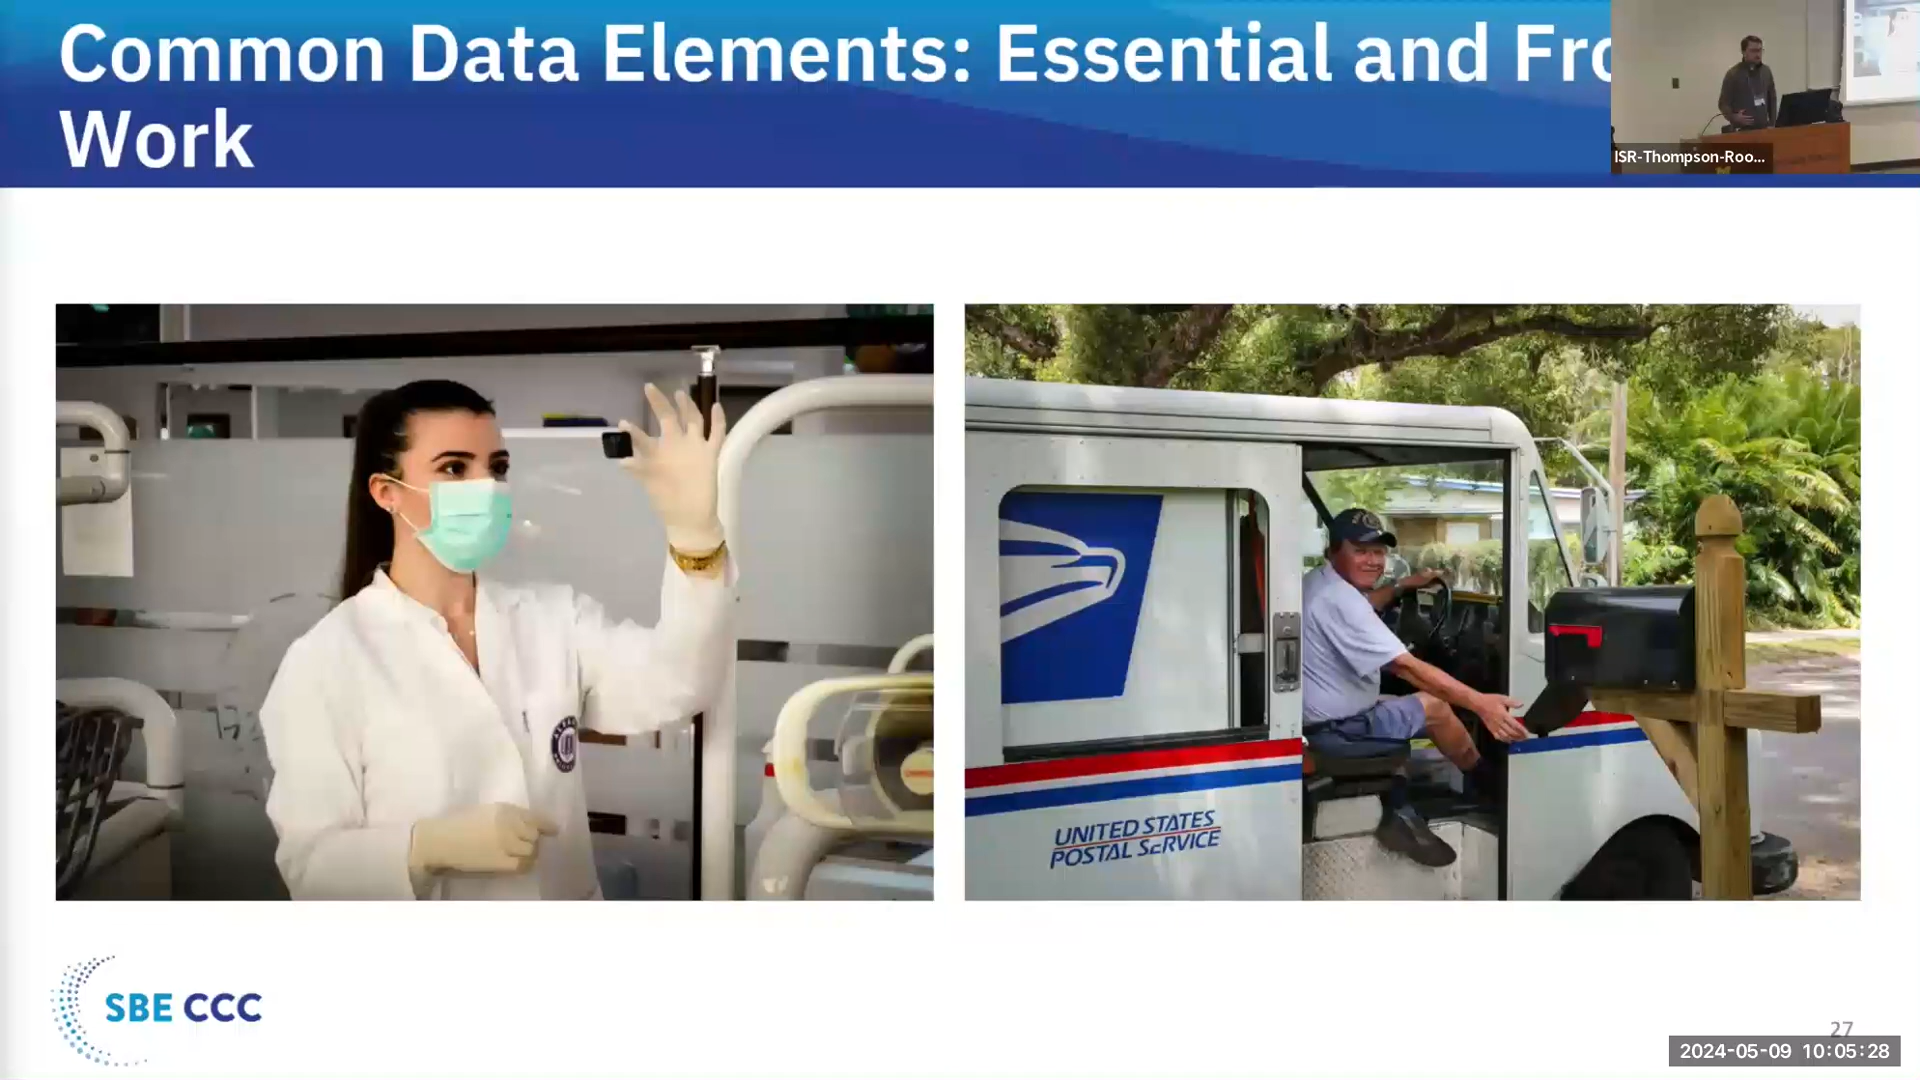 Common Data Elements: Essential and Fro
Work
ISR-Thompson-Roo...
UNITED STATES
POSTAL SERVICE
SBE CCC
27
2024-05-09 10:05:28